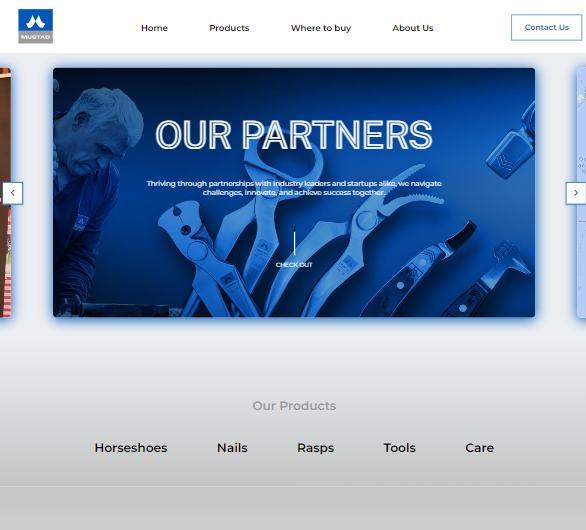 MUSTAD
Home
Products
Where to buy
About Us
Contact Us
OUR PARTNERS
Thriving through partnerships with industry leaders and startups alike, we navigate
challenges, innovate, and achieve success together.
CHECK OUT
Our Products
Horseshoes
Nails
Rasps
Tools
Care